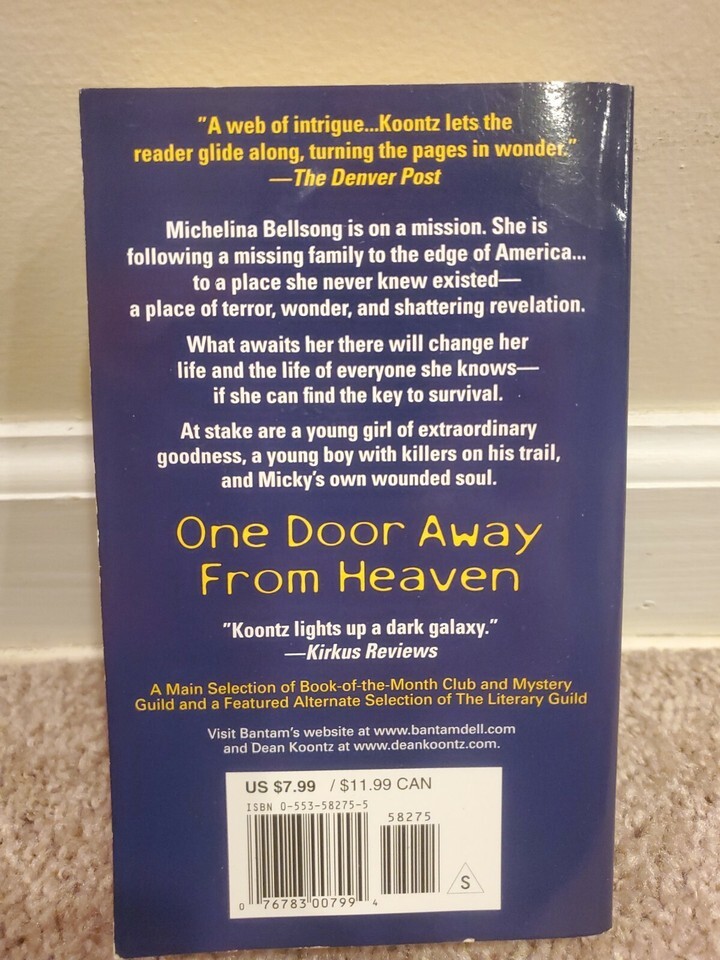 "A web of intrigue...Koontz lets the
reader glide along, turning the pages in wonder."
—The Denver Post
Michelina Bellsong is on a mission. She is
following a missing family to the edge of America...
to a place she never knew existed—
a place of terror, wonder, and shattering revelation.
What awaits her there will change her
life and the life of everyone she knows—
if she can find the key to survival.
At stake are a young girl of extraordinary
goodness, a young boy with killers on his trail,
and Micky's own wounded soul.
One Door Away
From Heaven
"Koontz lights up a dark galaxy."
—Kirkus Reviews
A Main Selection of Book-of-the-Month Club and Mystery
Guild and a Featured Alternate Selection of The Literary Guild
Visit Bantam's website at www.bantamdell.com
and Dean Koontz at www.deankoontz.com.
US $7.99 / $11.99 CAN
ISBN 0-553-58275-5
58275
S
0 76783 00799 4